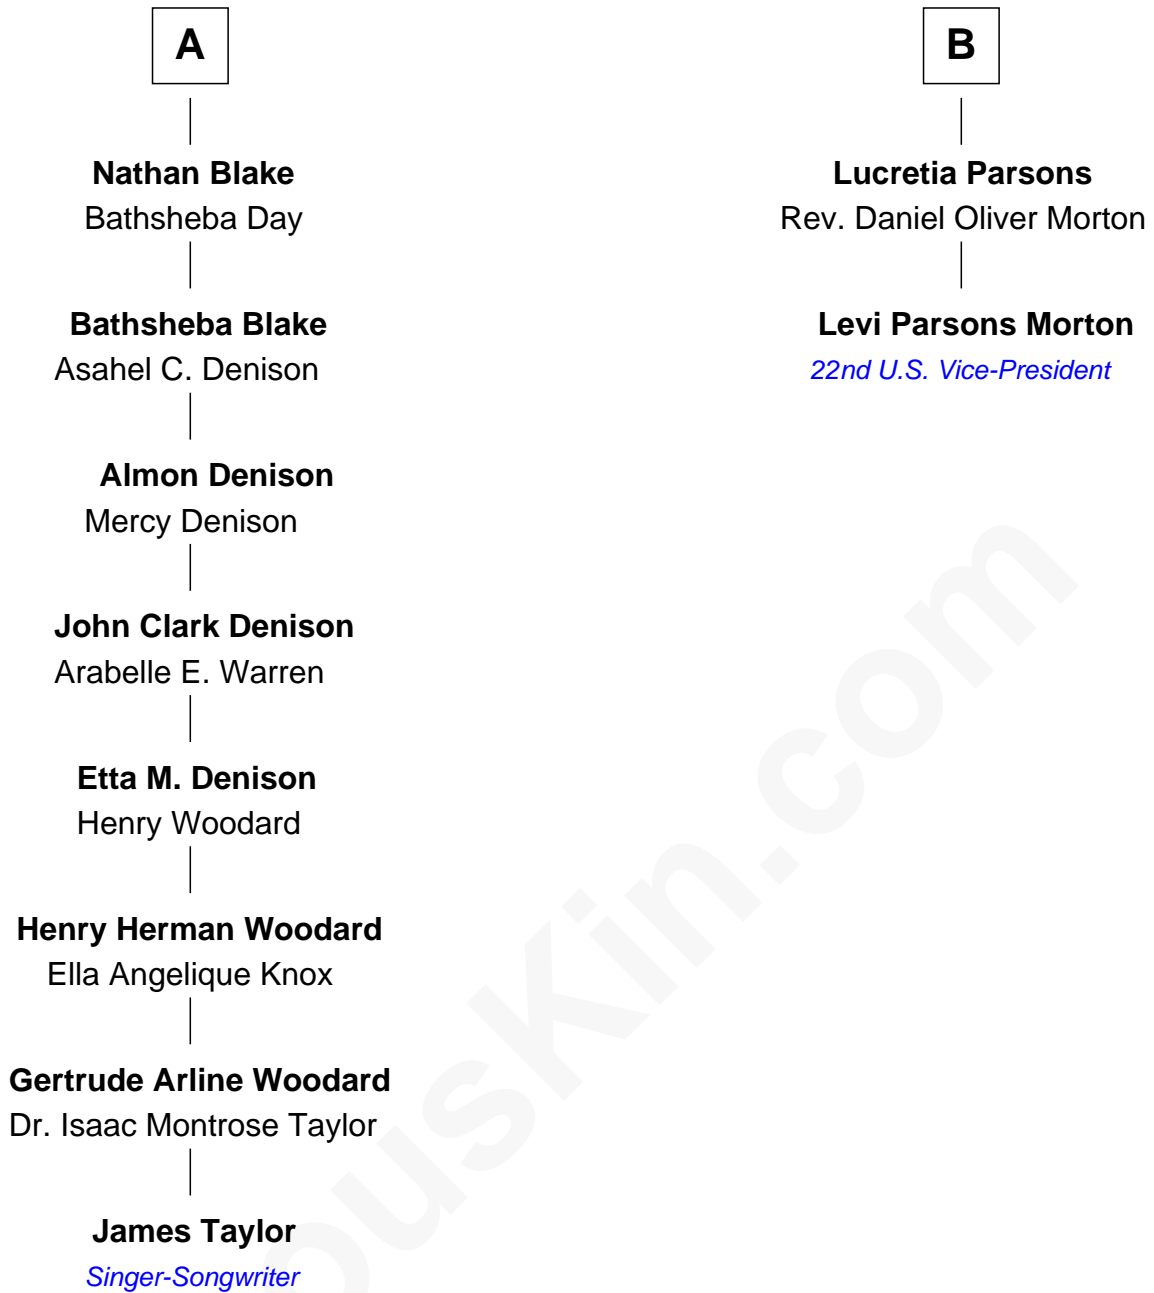 A
Nathan Blake
Bathsheba Day
Bathsheba Blake
Asahel C. Denison
Almon Denison
Mercy Denison
John Clark Denison
Arabelle E. Warren
Etta M. Denison
Henry Woodard
Henry Herman Woodard
Ella Angelique Knox
Gertrude Arline Woodard
Dr. Isaac Montrose Taylor
James Taylor
Singer-Songwriter
B
Lucretia Parsons
Rev. Daniel Oliver Morton
Levi Parsons Morton
22nd U.S. Vice-President
ousKin.com